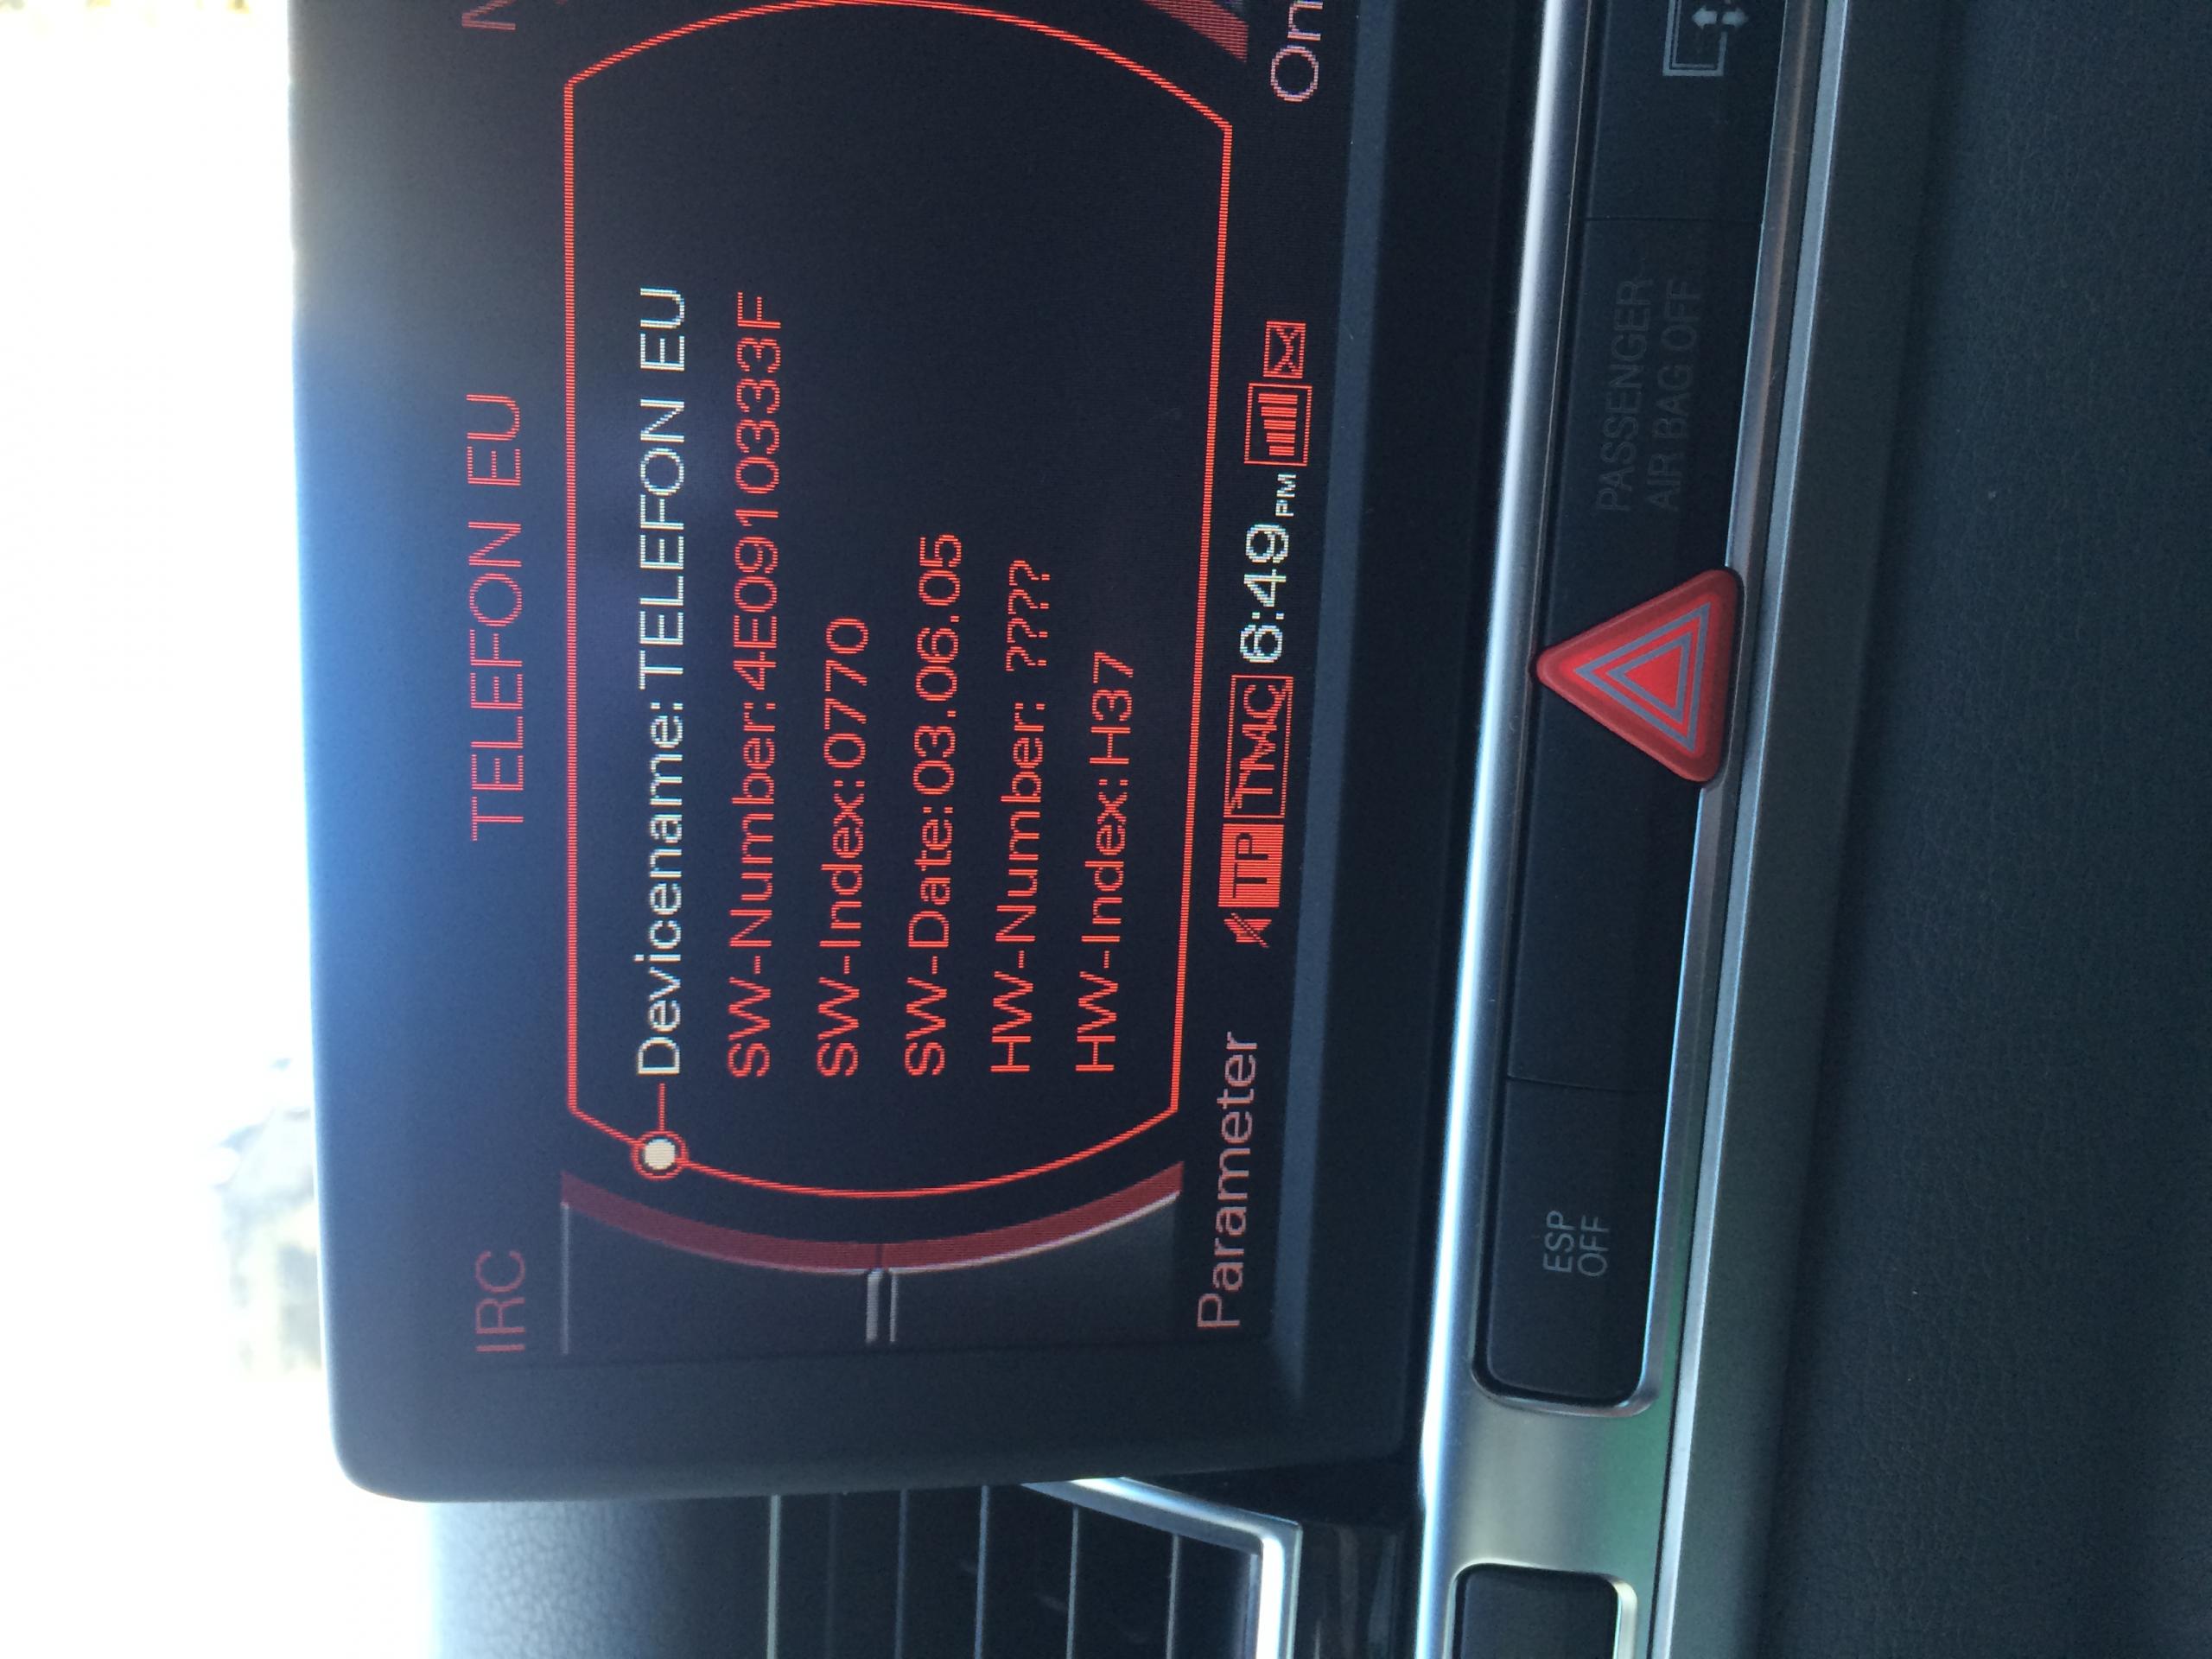 IRC
TELEFON EU
Devicename: TELEFON EU
SW-Number:4E0910333F
SW-Index:0770
SW-Date:03.06.05
HW-Number: ????
HW-Index:H37
Parameter
TP TMC 6:49 PM
On
ESP
OFF
PASSENGER
AIR BAG OFF